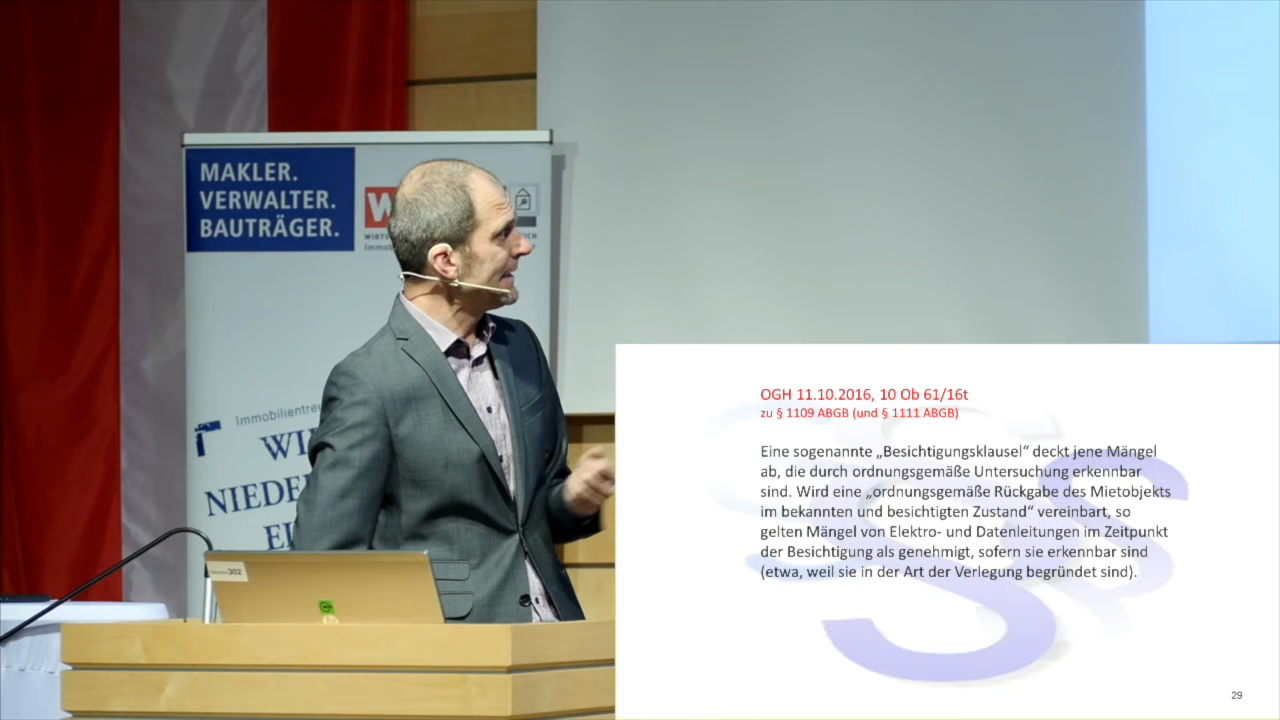 MAKLER.
VERWALTER.
BAUTRÄGER.
W
Immobilientreu
WI
NIEDE
EI
302
OGH 11.10.2016, 10 Ob 61/16t
zu § 1109 ABGB (und § 1111 ABGB)
Eine sogenannte „Besichtigungsklausel“ deckt jene Mängel
ab, die durch ordnungsgemäße Untersuchung erkennbar
sind. Wird eine „ordnungsgemäße Rückgabe des Mietobjekts
im bekannten und besichtigten Zustand“ vereinbart, so
gelten Mängel von Elektro- und Datenleitungen im Zeitpunkt
der Besichtigung als genehmigt, sofern sie erkennbar sind
(etwa, weil sie in der Art der Verlegung begründet sind).
29